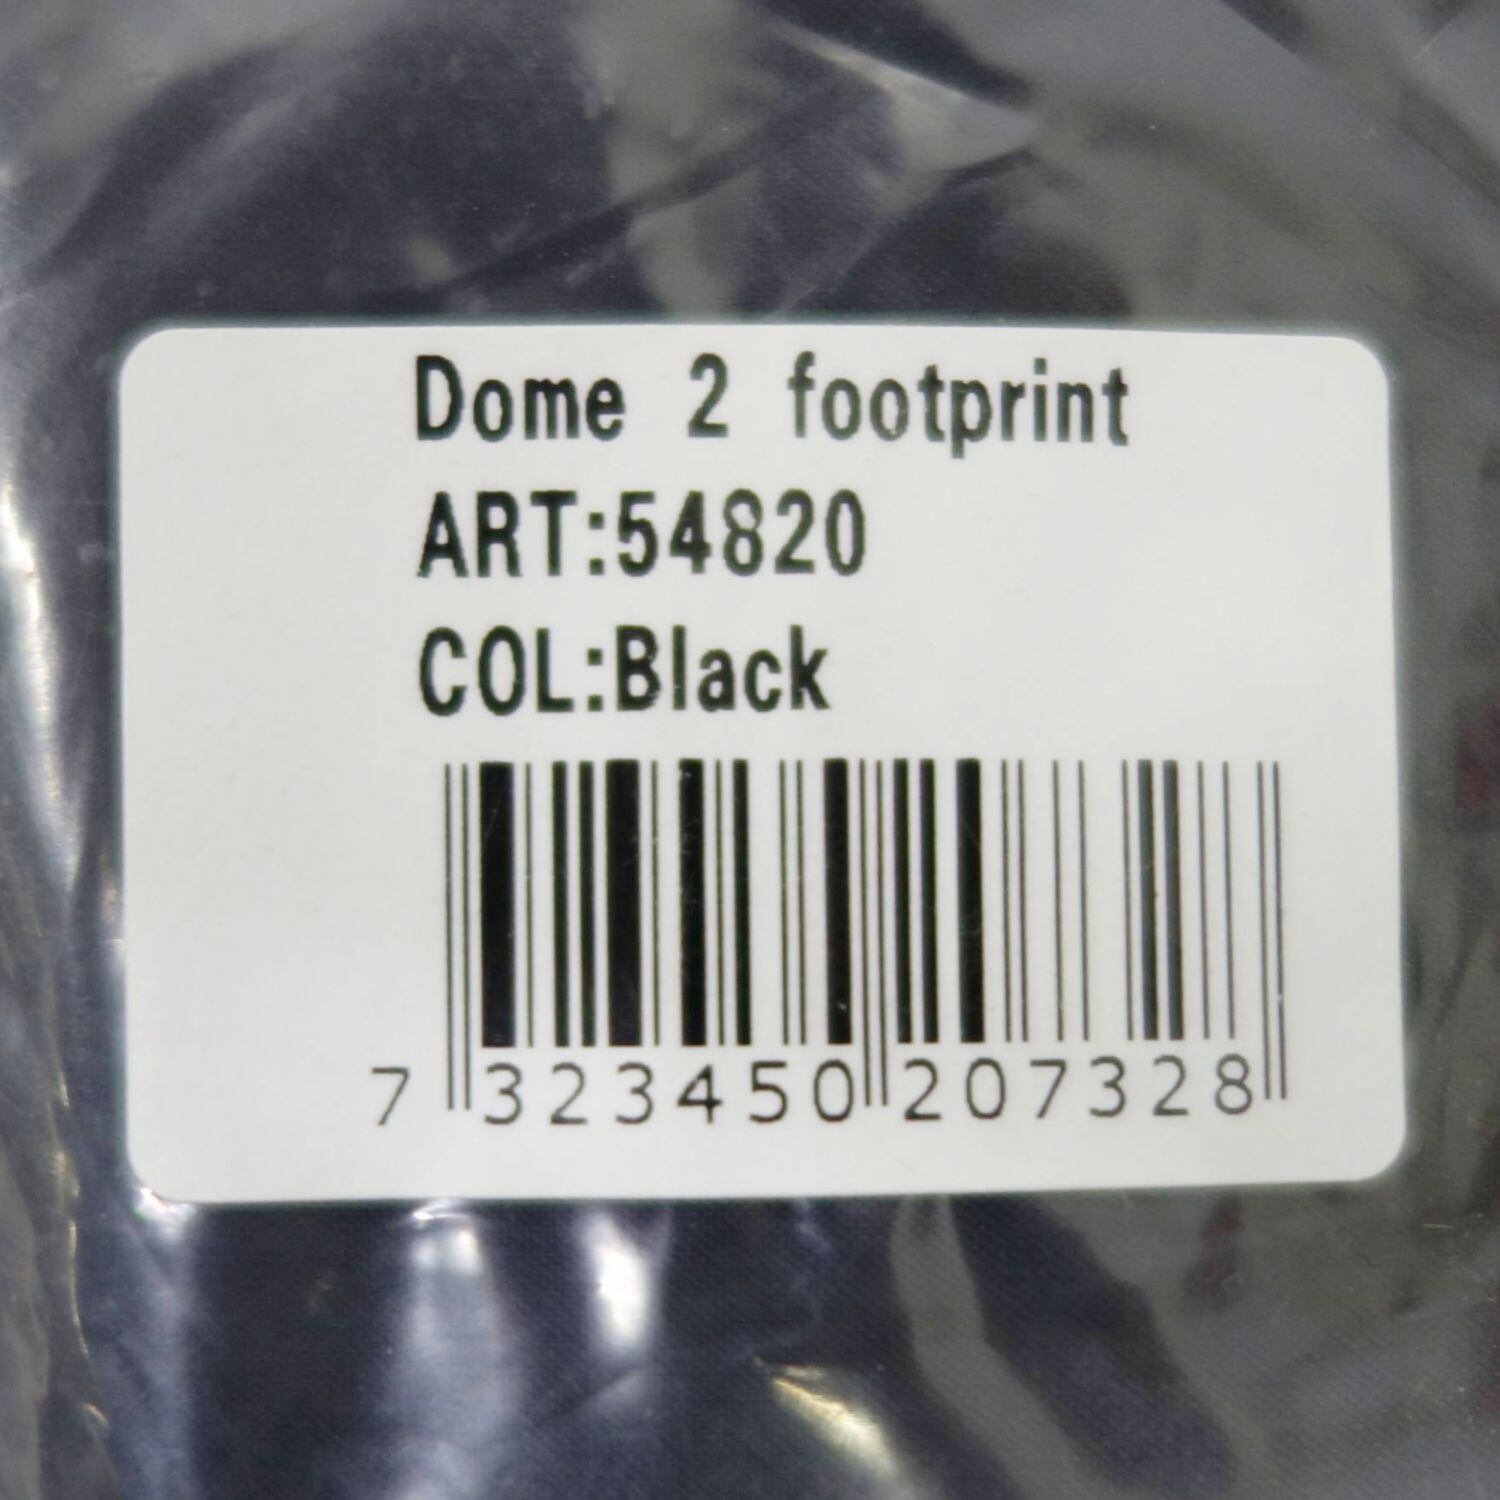 Dome 2 footprint
ART:54820
COL:Black
7 323450 207328